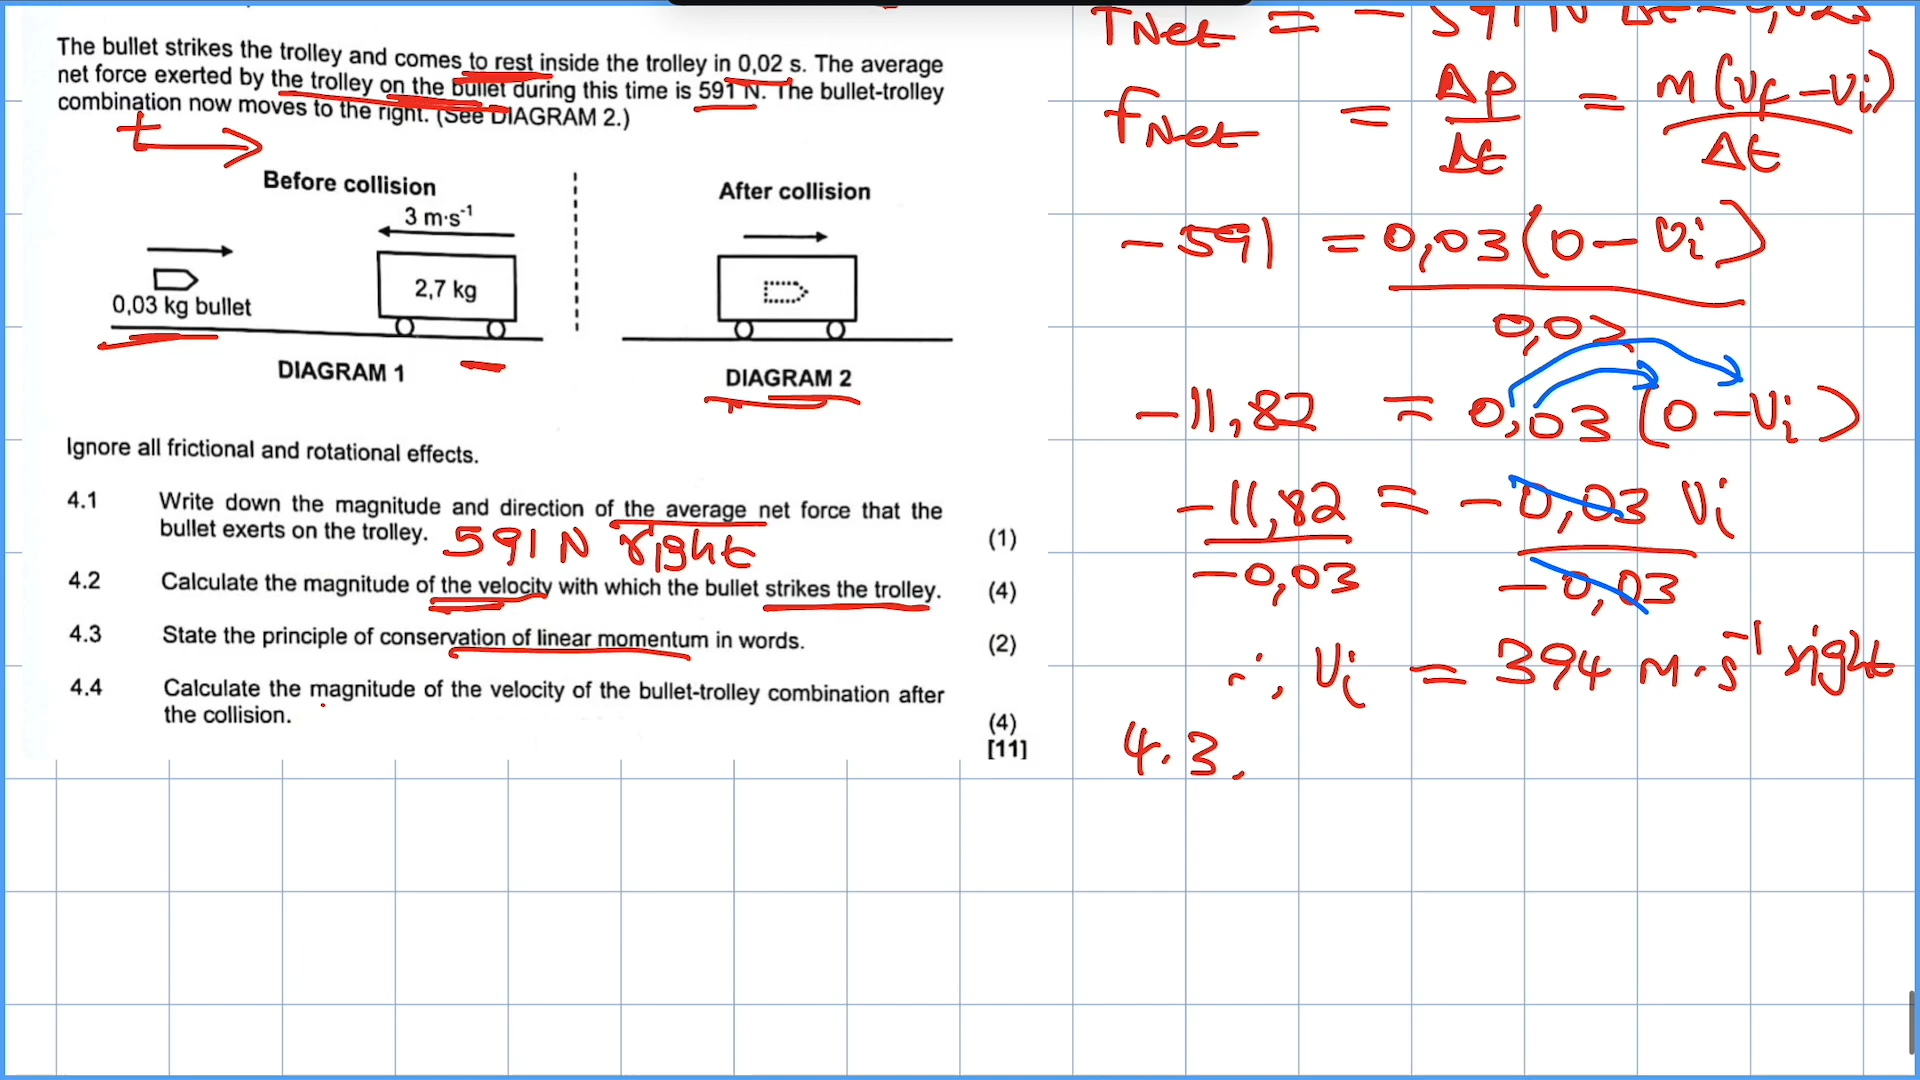 The bullet strikes the trolley and comes to rest inside the trolley in 0,02 s. The average
net force exerted by the trolley on the bullet during this time is 591 N. The bullet-trolley
combination now moves to the right. (See DIAGRAM 2.)
Before collision
After collision
3 m·s⁻¹
2,7 kg
0,03 kg bullet
DIAGRAM 1
DIAGRAM 2
Ignore all frictional and rotational effects.
4.1 Write down the magnitude and direction of the average net force that the
bullet exerts on the trolley. 591 N right (1)
4.2 Calculate the magnitude of the velocity with which the bullet strikes the trolley. (4)
4.3 State the principle of conservation of linear momentum in words. (2)
4.4 Calculate the magnitude of the velocity of the bullet-trolley combination after
the collision. (4)
[11]
FNet = -591 N Δt = 0,02s
FNet = Δp/Δt = m(vf - vi)/Δt
-591 = 0,03(0 - vi)
0,02
-11,82 = 0,03(0 - vi)
-11,82 = -0,03 vi
-0,03 -0,03
∴ vi = 394 m·s⁻¹ right
4.3.